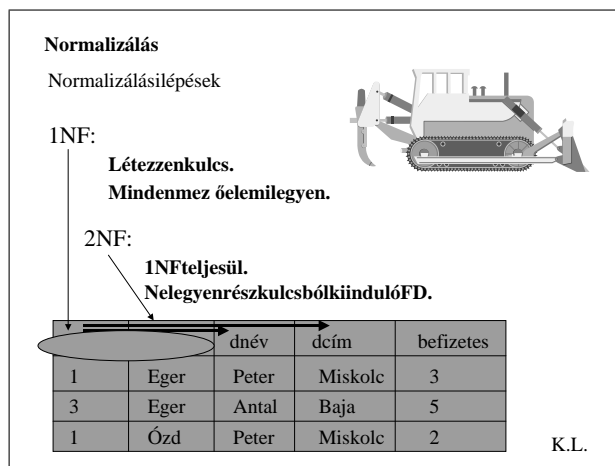 Normalizálás
Normalizálásilépések
1NF:
Létezzenkulcs.
Mindenmez őelemilegyen.
2NF:
1NFteljesül.
NelegyenrészkulcsbólkiindulóFD.
dnév dcím befizetes
1 Eger Peter Miskolc 3
3 Eger Antal Baja 5
1 Ózd Peter Miskolc 2
K.L.